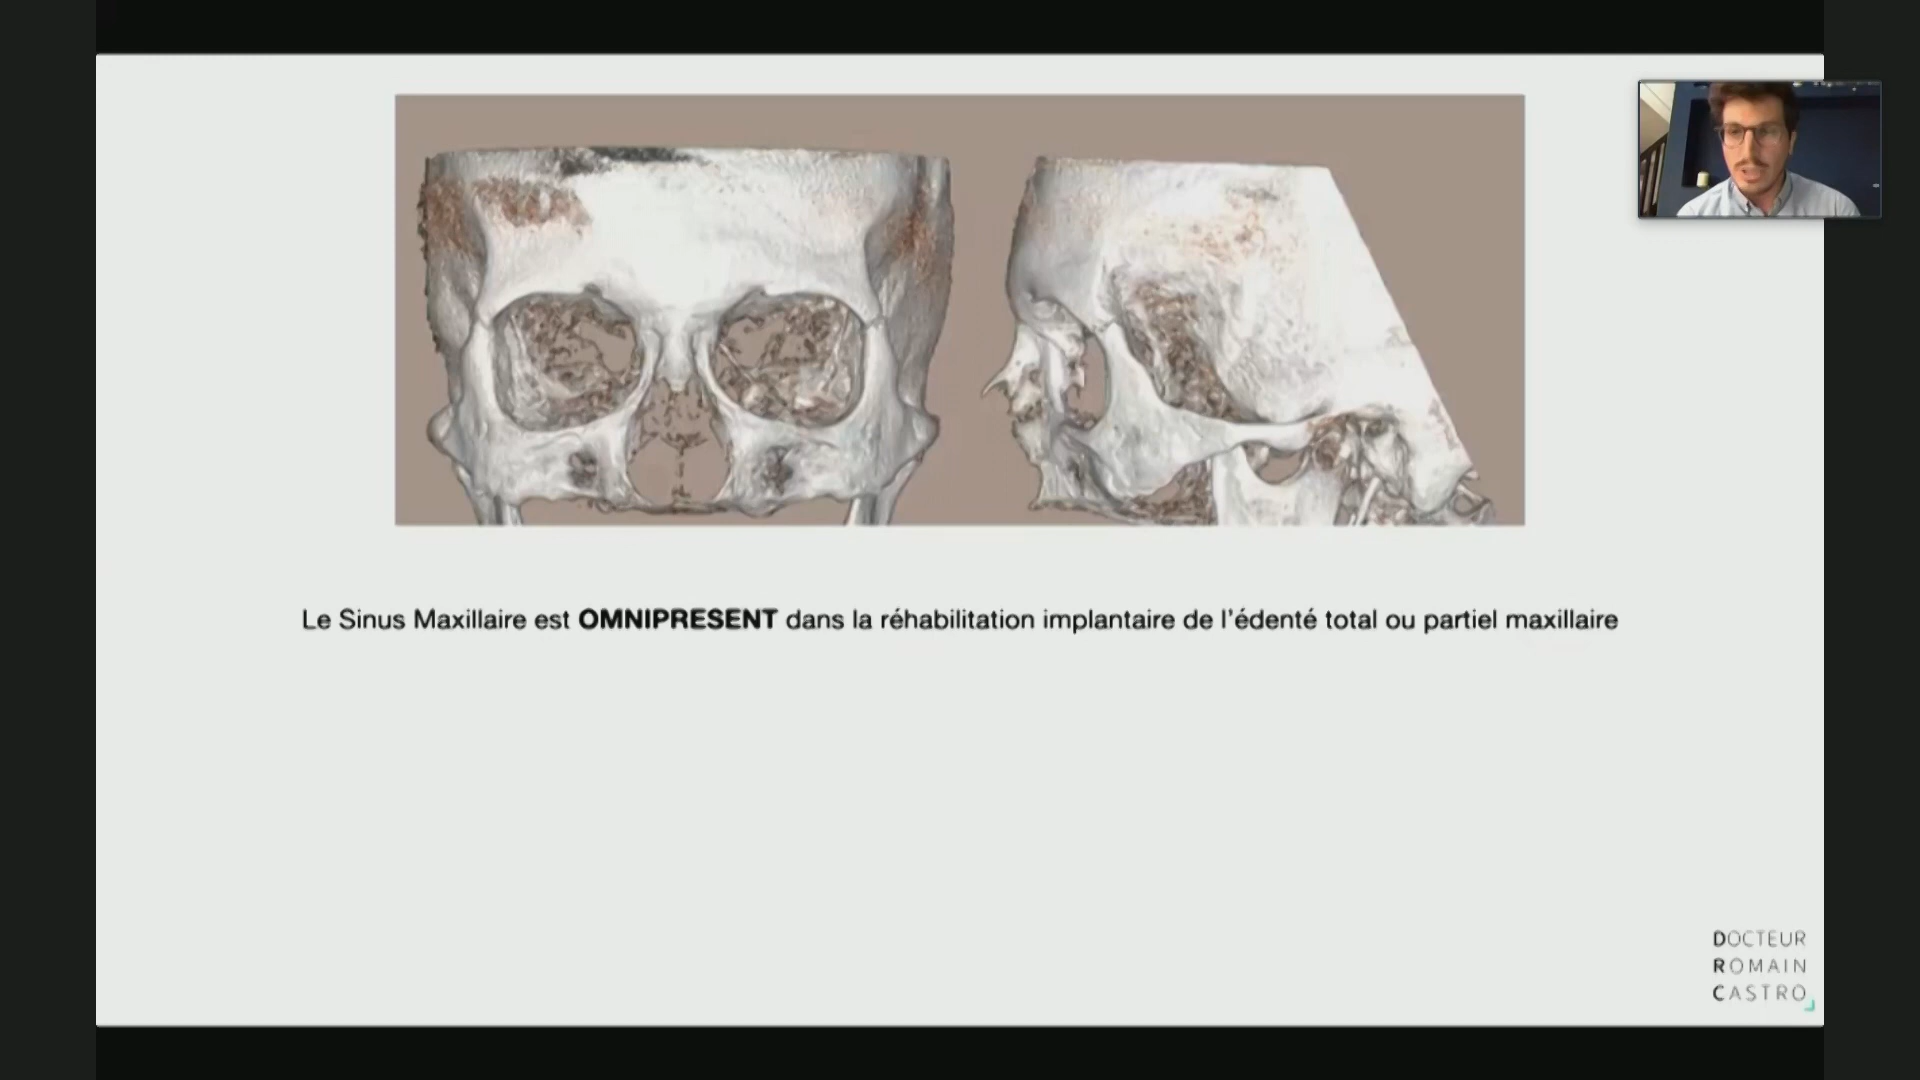 Le Sinus Maxillaire est OMNIPRESENT dans la réhabilitation implantaire de l'édenté total ou partiel maxillaire
DOCTEUR
ROMAIN
CASTRO